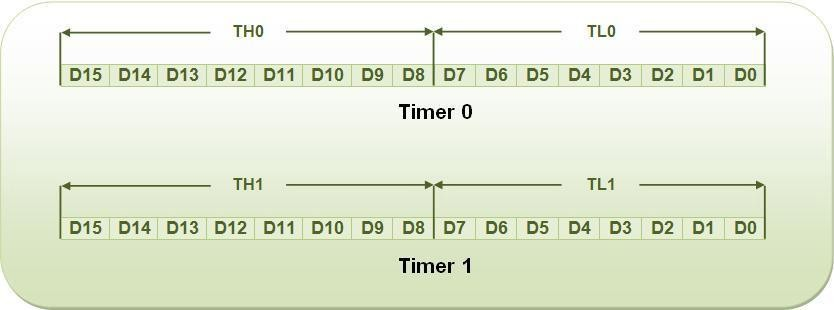 TH0 TL0
D15 D14 D13 D12 D11 D10 D9 D8 D7 D6 D5 D4 D3 D2 D1 D0
Timer 0
TH1 TL1
D15 D14 D13 D12 D11 D10 D9 D8 D7 D6 D5 D4 D3 D2 D1 D0
Timer 1